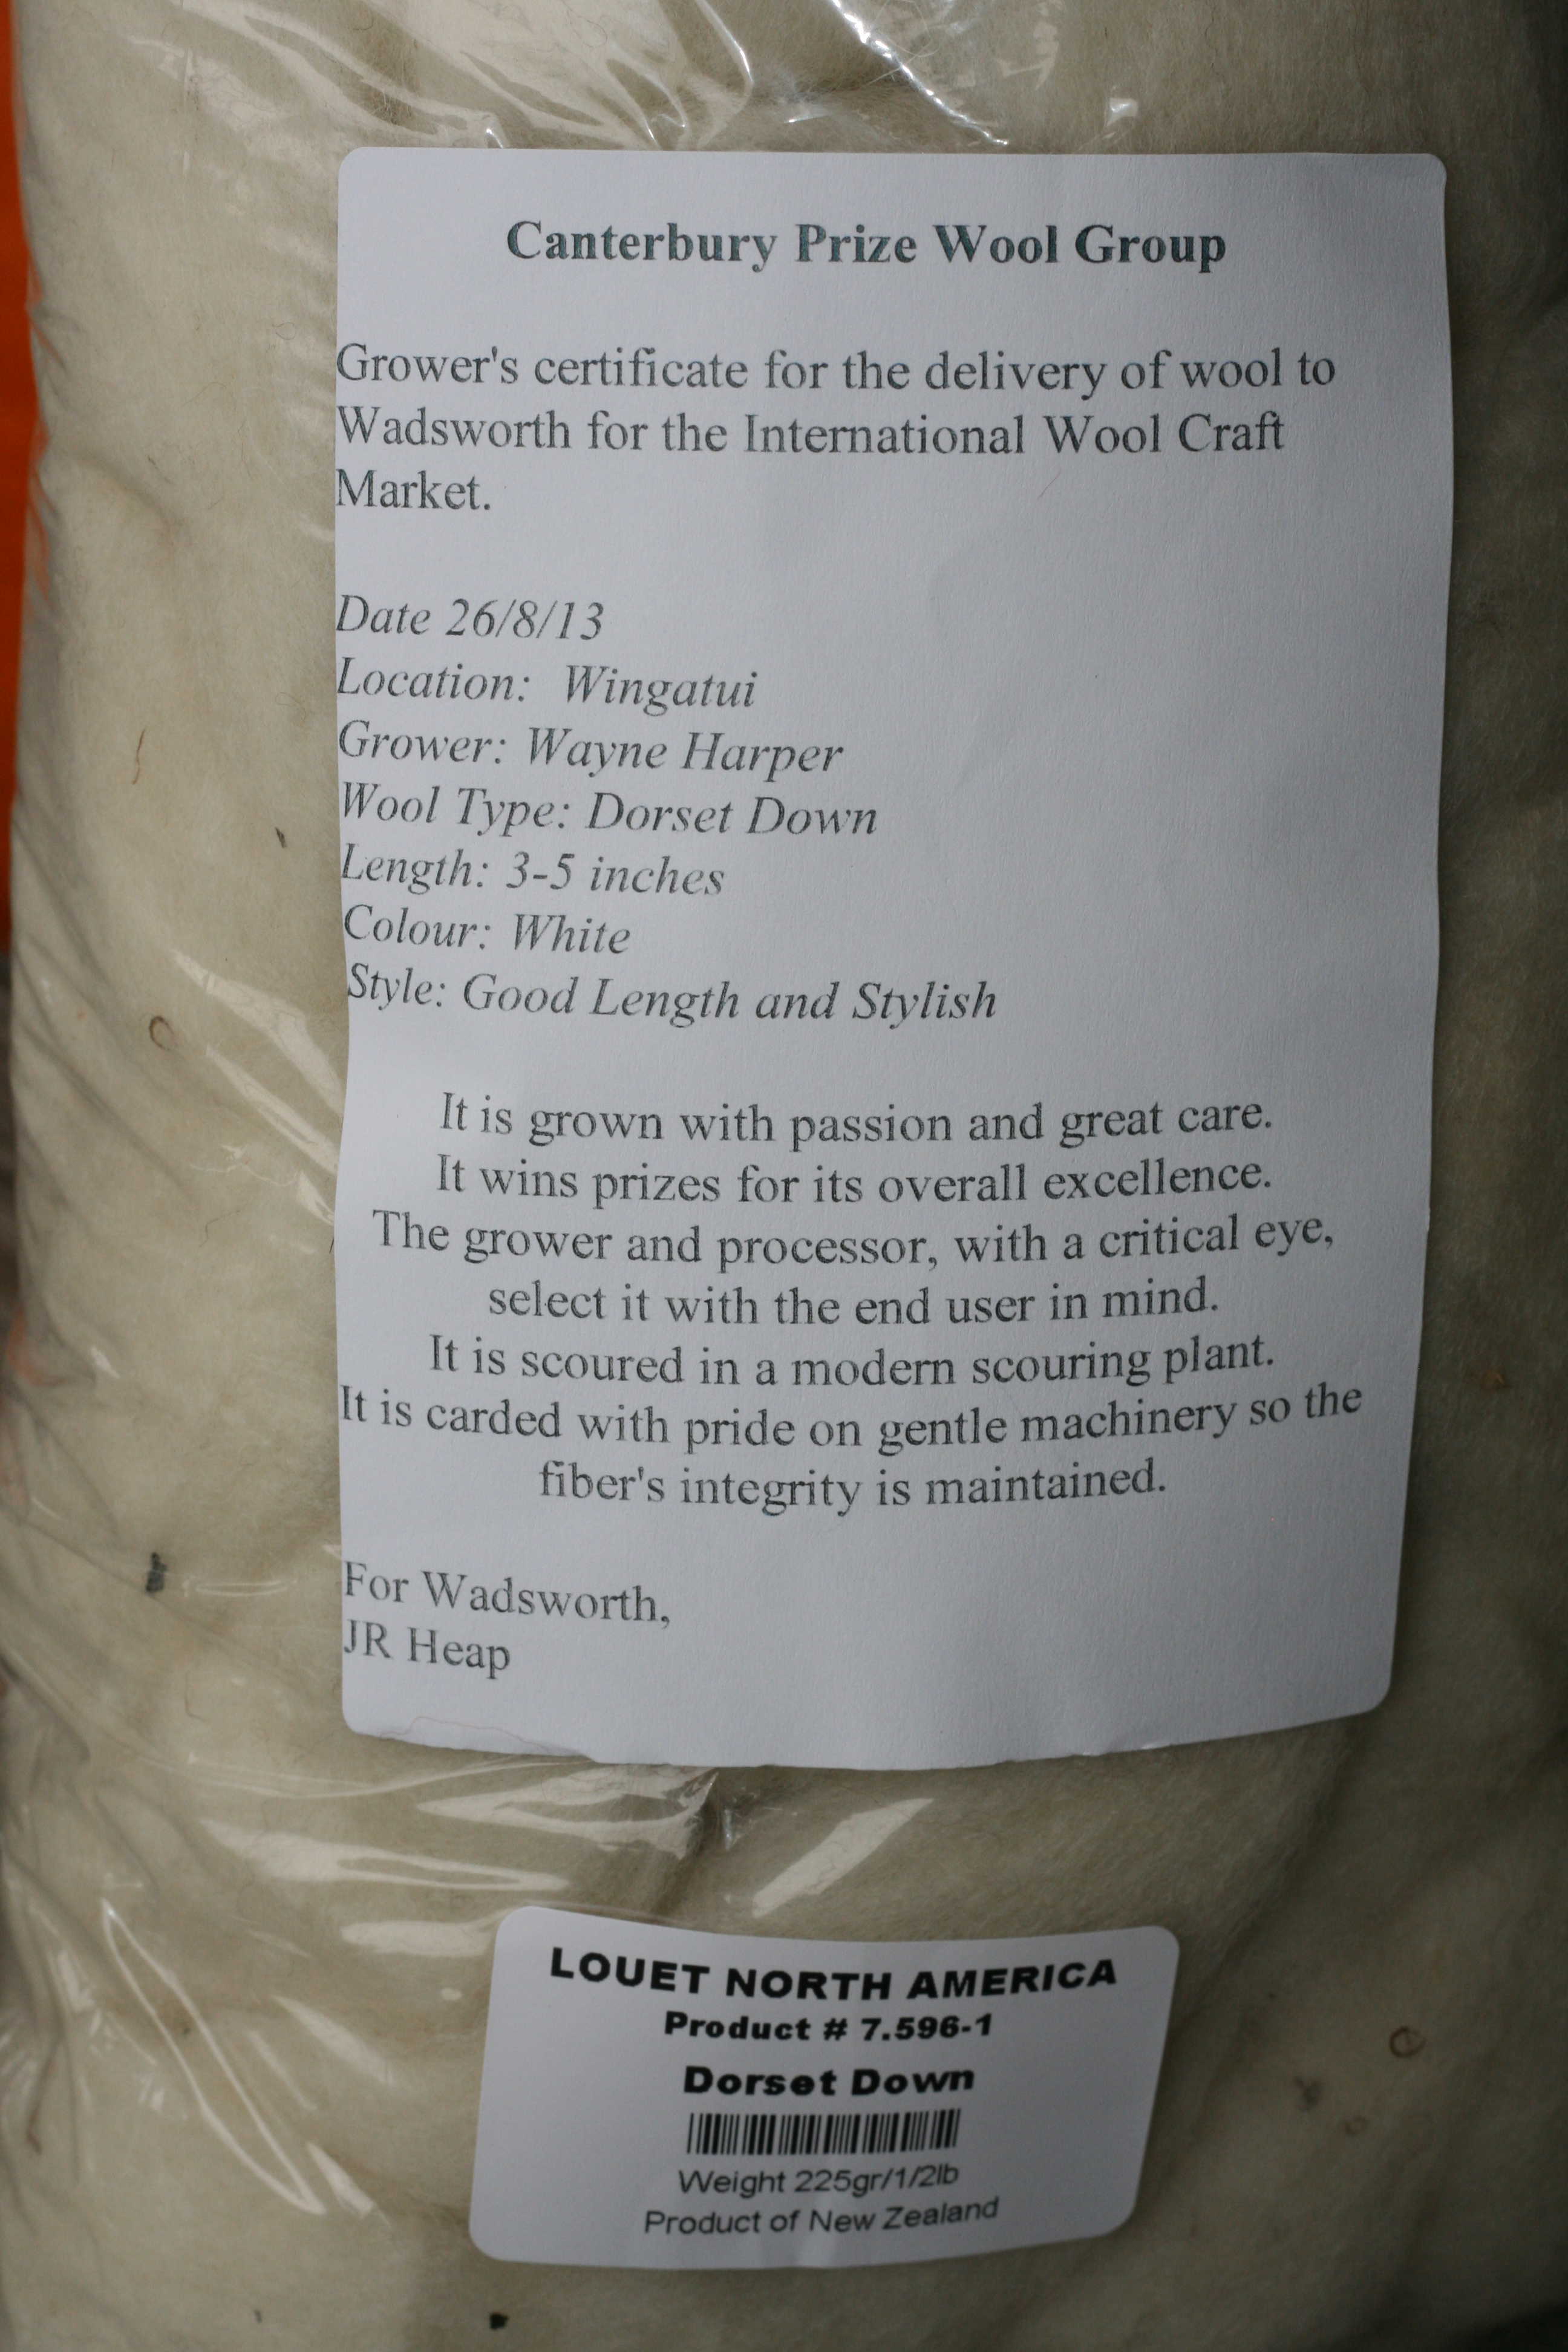 Canterbury Prize Wool Group
Grower's certificate for the delivery of wool to
Wadsworth for the International Wool Craft
Market.
Date 26/8/13
Location: Wingatui
Grower: Wayne Harper
Wool Type: Dorset Down
Length: 3-5 inches
Colour: White
Style: Good Length and Stylish
It is grown with passion and great care.
It wins prizes for its overall excellence.
The grower and processor, with a critical eye,
select it with the end user in mind.
It is scoured in a modern scouring plant.
It is carded with pride on gentle machinery so the
fiber's integrity is maintained.
For Wadsworth,
JR Heap
LOUET NORTH AMERICA
Product # 7.596-1
Dorset Down
Weight 225gr/1/2lb
Product of New Zealand